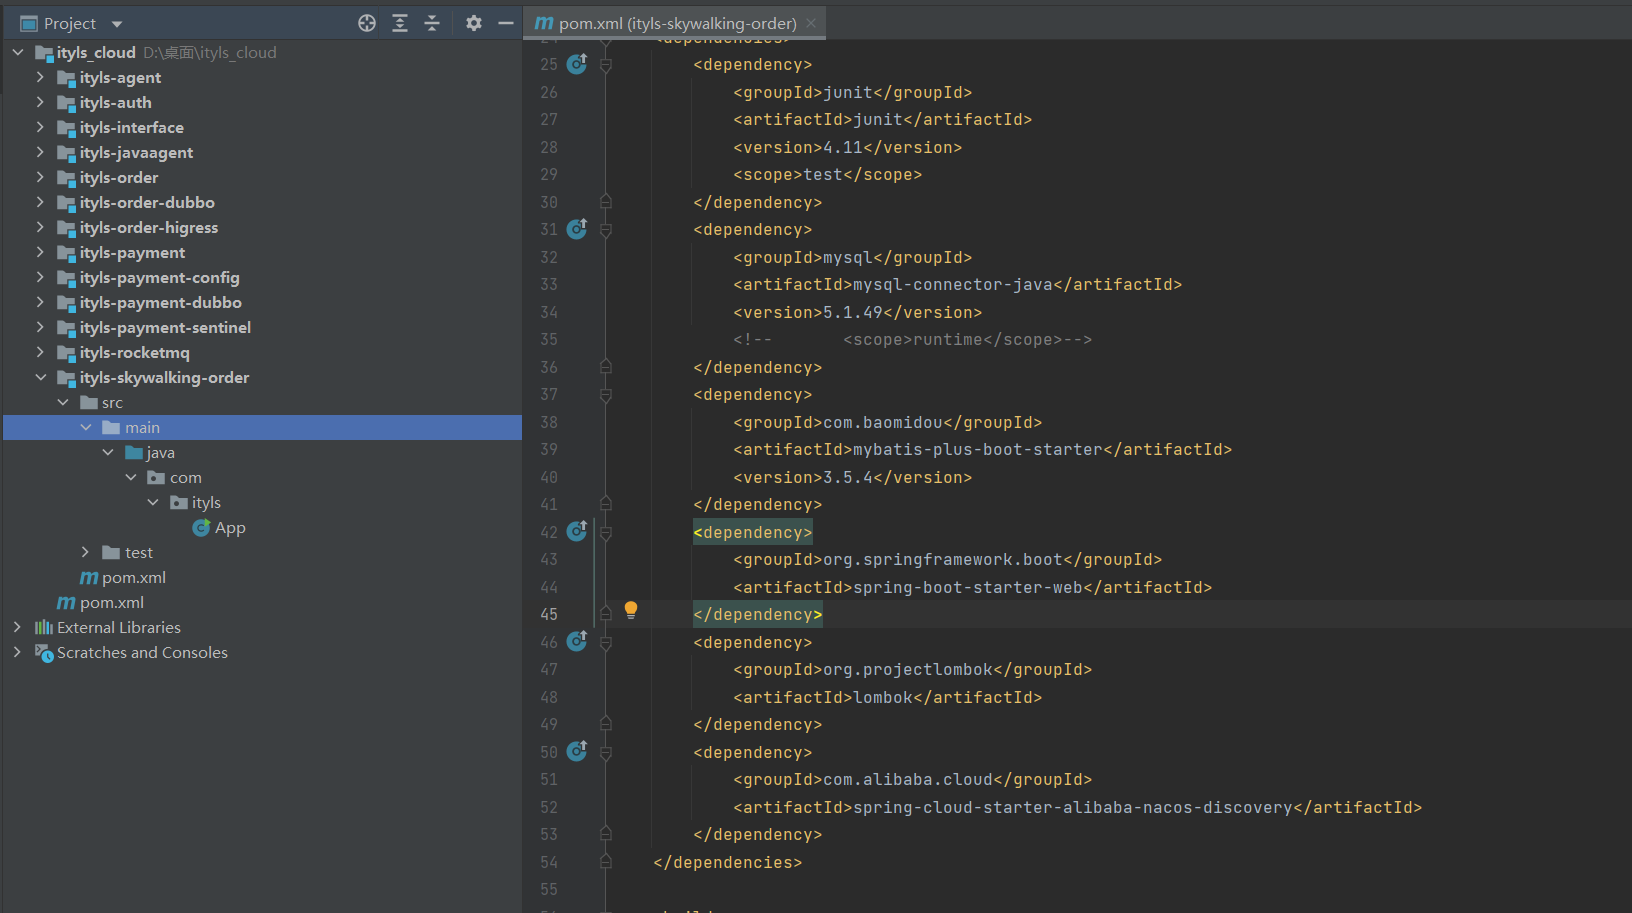 Project
ityls_cloud D:\桌面\ityls_cloud
ityls-agent
ityls-auth
ityls-interface
ityls-javaagent
ityls-order
ityls-order-dubbo
ityls-order-higress
ityls-payment
ityls-payment-config
ityls-payment-dubbo
ityls-payment-sentinel
ityls-rocketmq
ityls-skywalking-order
src
main
java
com
ityls
App
test
pom.xml
pom.xml
External Libraries
Scratches and Consoles
pom.xml (ityls-skywalking-order)
24 <dependencies>
25 <dependency>
26 <groupId>junit</groupId>
27 <artifactId>junit</artifactId>
28 <version>4.11</version>
29 <scope>test</scope>
30 </dependency>
31 <dependency>
32 <groupId>mysql</groupId>
33 <artifactId>mysql-connector-java</artifactId>
34 <version>5.1.49</version>
35 <!-- <scope>runtime</scope>-->
36 </dependency>
37 <dependency>
38 <groupId>com.baomidou</groupId>
39 <artifactId>mybatis-plus-boot-starter</artifactId>
40 <version>3.5.4</version>
41 </dependency>
42 <dependency>
43 <groupId>org.springframework.boot</groupId>
44 <artifactId>spring-boot-starter-web</artifactId>
45 </dependency>
46 <dependency>
47 <groupId>org.projectlombok</groupId>
48 <artifactId>lombok</artifactId>
49 </dependency>
50 <dependency>
51 <groupId>com.alibaba.cloud</groupId>
52 <artifactId>spring-cloud-starter-alibaba-nacos-discovery</artifactId>
53 </dependency>
54 </dependencies>
55